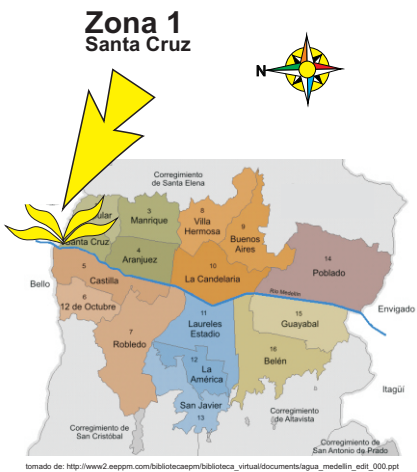 Zona 1
Santa Cruz
N
Corregimiento
de Santa Elena
ular
3
Manrique
8
Villa
Hermosa
9
Buenos
Aires
Santa Cruz
4
Aranjuez
10
La Candelaria
14
Poblado
Río Medellín
Bello
5
Castilla
6
12 de Octubre
7
Robledo
11
Laureles
Estadio
15
Guayabal
Envigado
12
La
América
16
Belén
San Javier
13
Itagüí
Corregimiento
de Altavista
Corregimiento
de San Cristóbal
Corregimiento de
San Antonio de Prado
tomado de: http://www2.eeppm.com/bibliotecaepm/biblioteca_virtual/documents/agua_medellin_edit_000.ppt